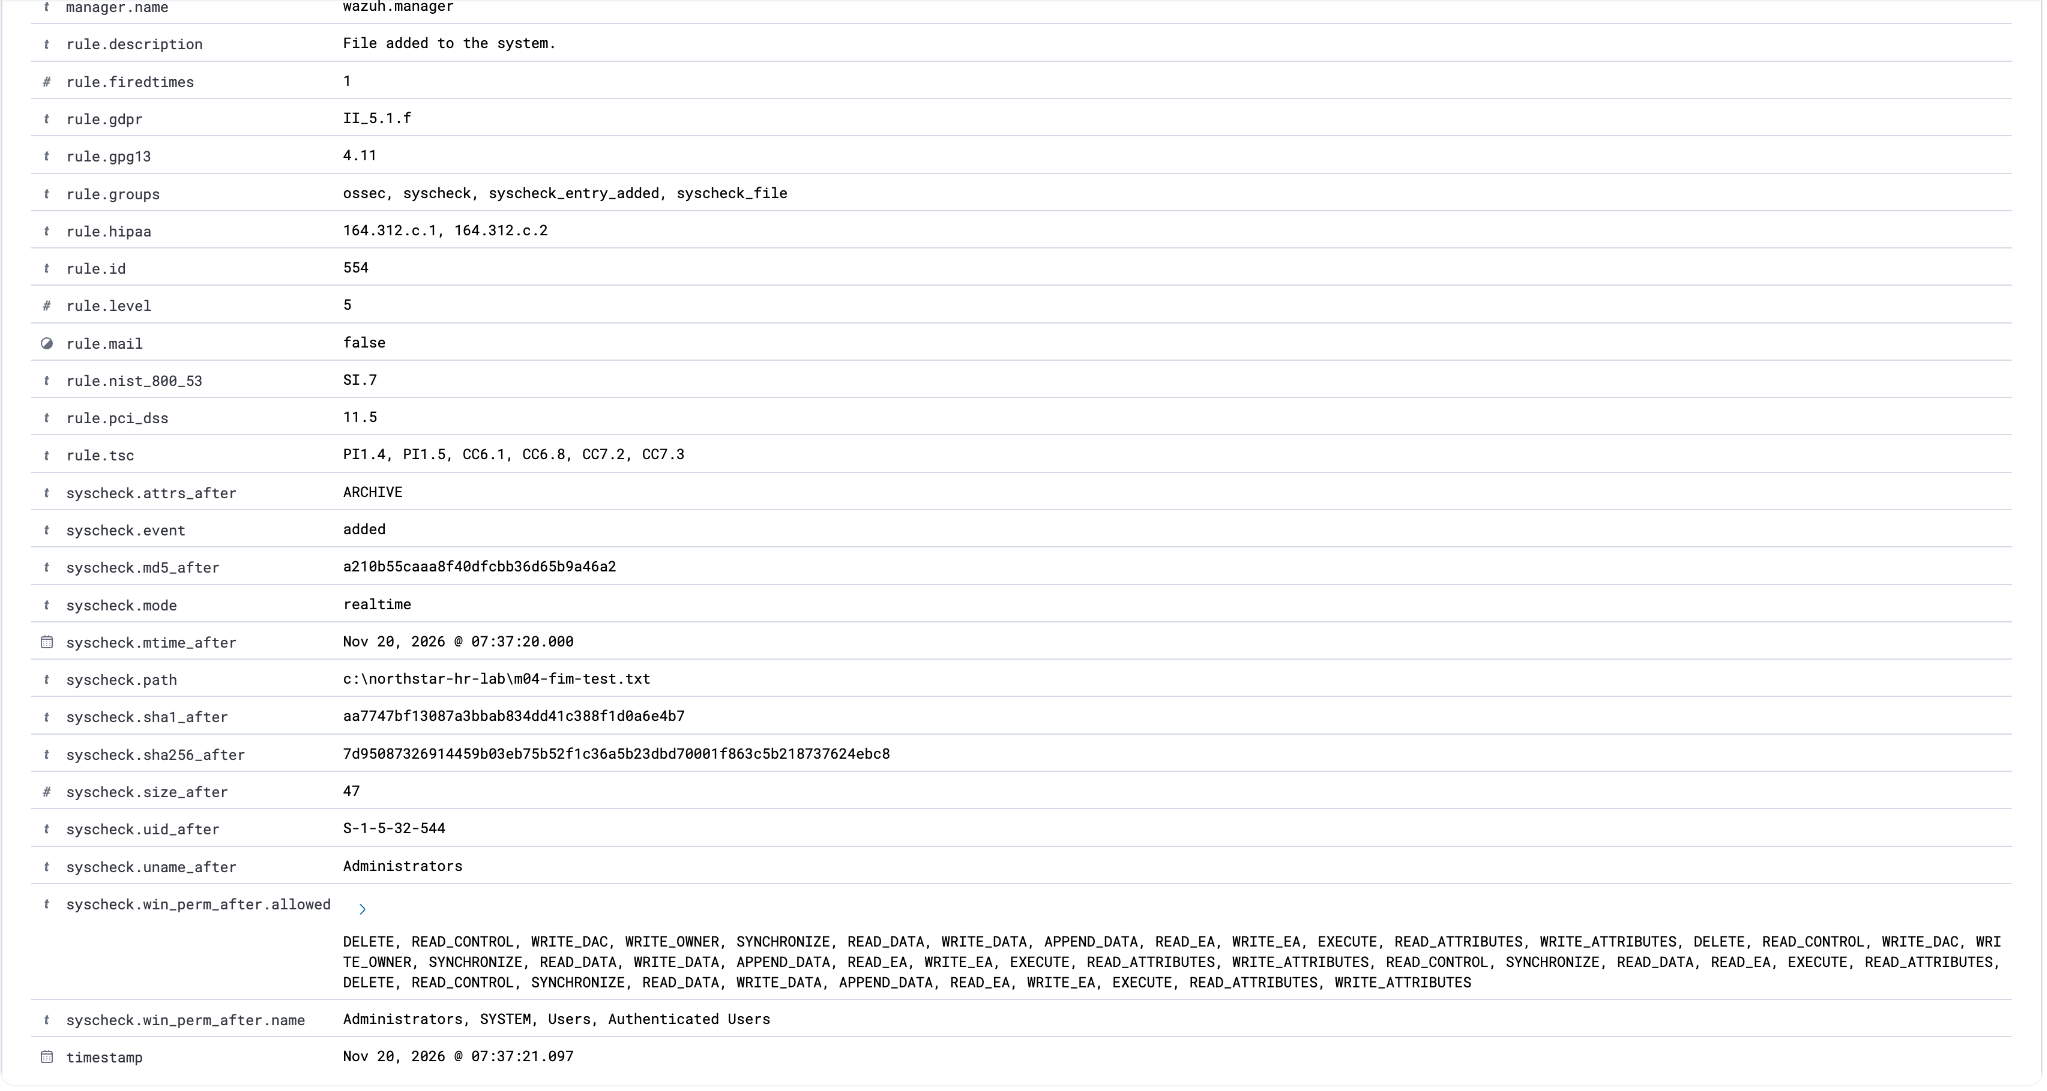 t manager.name wazuh.manager
t rule.description File added to the system.
# rule.firedtimes 1
t rule.gdpr II_5.1.f
t rule.gpg13 4.11
t rule.groups ossec, syscheck, syscheck_entry_added, syscheck_file
t rule.hipaa 164.312.c.1, 164.312.c.2
t rule.id 554
# rule.level 5
rule.mail false
t rule.nist_800_53 SI.7
t rule.pci_dss 11.5
t rule.tsc PI1.4, PI1.5, CC6.1, CC6.8, CC7.2, CC7.3
t syscheck.attrs_after ARCHIVE
t syscheck.event added
t syscheck.md5_after a210b55caaa8f40dfcbb36d65b9a46a2
t syscheck.mode realtime
syscheck.mtime_after Nov 20, 2026 @ 07:37:20.000
t syscheck.path c:\northstar-hr-lab\m04-fim-test.txt
t syscheck.sha1_after aa7747bf13087a3bbab834dd41c388f1d0a6e4b7
t syscheck.sha256_after 7d95087326914459b03eb75b52f1c36a5b23dbd70001f863c5b218737624ebc8
# syscheck.size_after 47
t syscheck.uid_after S-1-5-32-544
t syscheck.uname_after Administrators
t syscheck.win_perm_after.allowed
DELETE, READ_CONTROL, WRITE_DAC, WRITE_OWNER, SYNCHRONIZE, READ_DATA, WRITE_DATA, APPEND_DATA, READ_EA, WRITE_EA, EXECUTE, READ_ATTRIBUTES, WRITE_ATTRIBUTES, DELETE, READ_CONTROL, WRITE_DAC, WRI
TE_OWNER, SYNCHRONIZE, READ_DATA, WRITE_DATA, APPEND_DATA, READ_EA, WRITE_EA, EXECUTE, READ_ATTRIBUTES, WRITE_ATTRIBUTES, READ_CONTROL, SYNCHRONIZE, READ_DATA, READ_EA, EXECUTE, READ_ATTRIBUTES,
DELETE, READ_CONTROL, SYNCHRONIZE, READ_DATA, WRITE_DATA, APPEND_DATA, READ_EA, WRITE_EA, EXECUTE, READ_ATTRIBUTES, WRITE_ATTRIBUTES
t syscheck.win_perm_after.name Administrators, SYSTEM, Users, Authenticated Users
timestamp Nov 20, 2026 @ 07:37:21.097